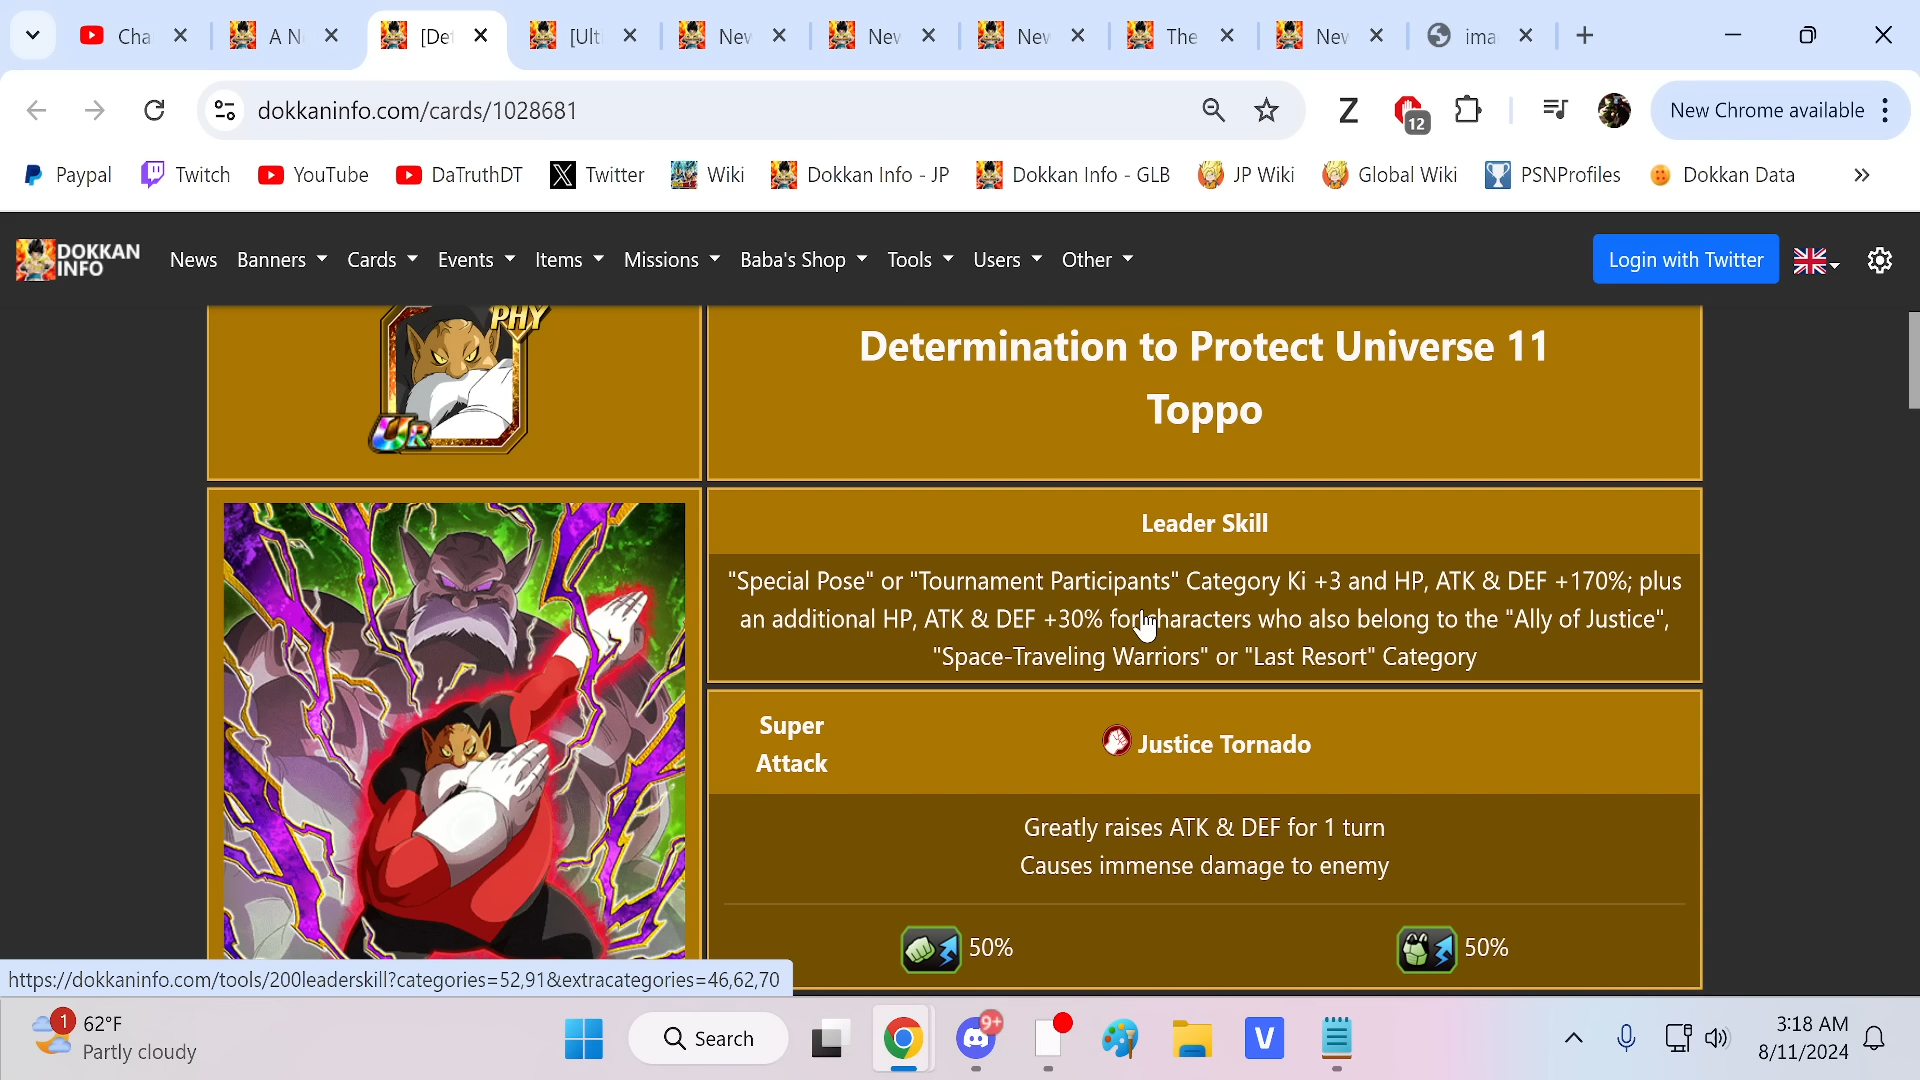 Cha
A N
[De
[Ult
Nev
Nev
Nev
The
Nev
ima
dokkaninfo.com/cards/1028681
Z
12
New Chrome available
Paypal
Twitch
YouTube
DaTruthDT
Twitter
Wiki
Dokkan Info - JP
Dokkan Info - GLB
JP Wiki
Global Wiki
PSNProfiles
Dokkan Data
»
DOKKAN
INFO
News
Banners
Cards
Events
Items
Missions
Baba's Shop
Tools
Users
Other
Login with Twitter
PHY
UR
Determination to Protect Universe 11
Toppo
Leader Skill
"Special Pose" or "Tournament Participants" Category Ki +3 and HP, ATK & DEF +170%; plus
an additional HP, ATK & DEF +30% for characters who also belong to the "Ally of Justice",
"Space-Traveling Warriors" or "Last Resort" Category
Super
Attack
Justice Tornado
Greatly raises ATK & DEF for 1 turn
Causes immense damage to enemy
50%
50%
https://dokkaninfo.com/tools/200leaderskill?categories=52,91&extracategories=46,62,70
1
62°F
Partly cloudy
Search
9+
V
3:18 AM
8/11/2024